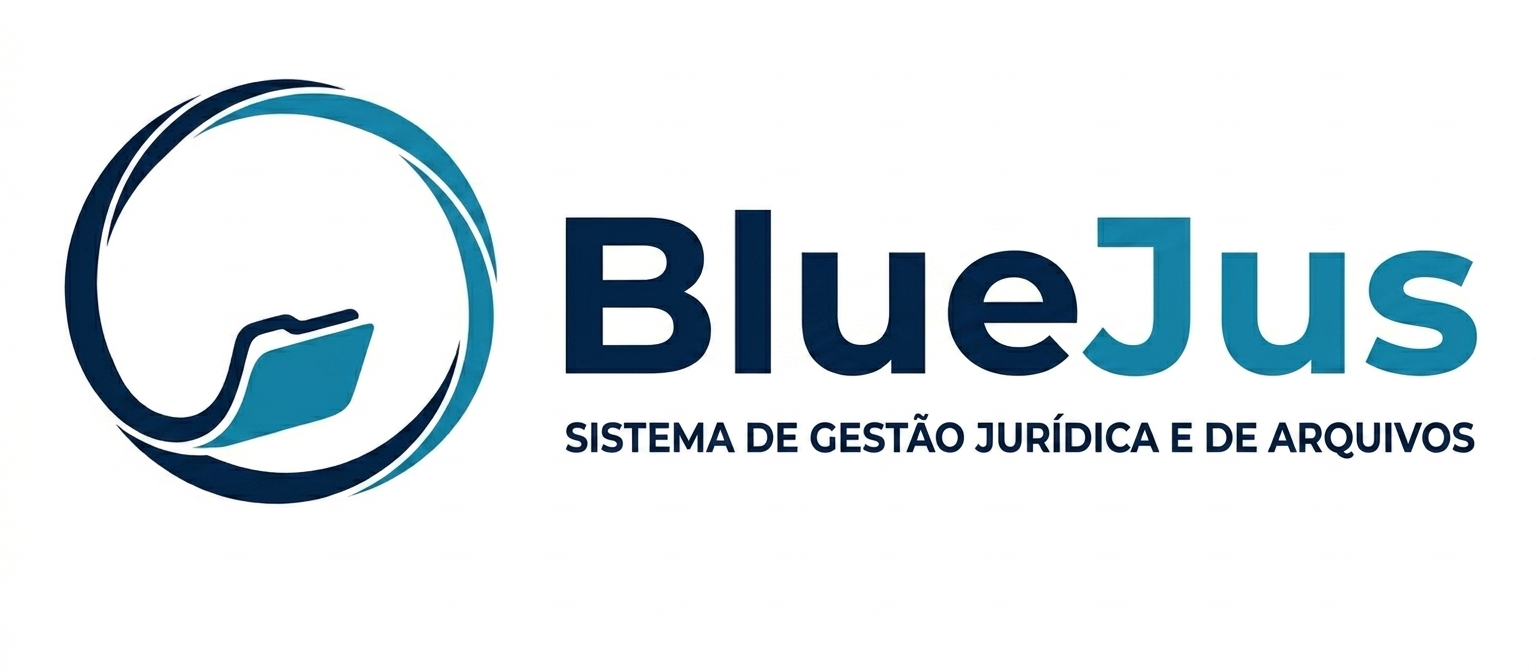 BlueJus
SISTEMA DE GESTÃO JURÍDICA E DE ARQUIVOS